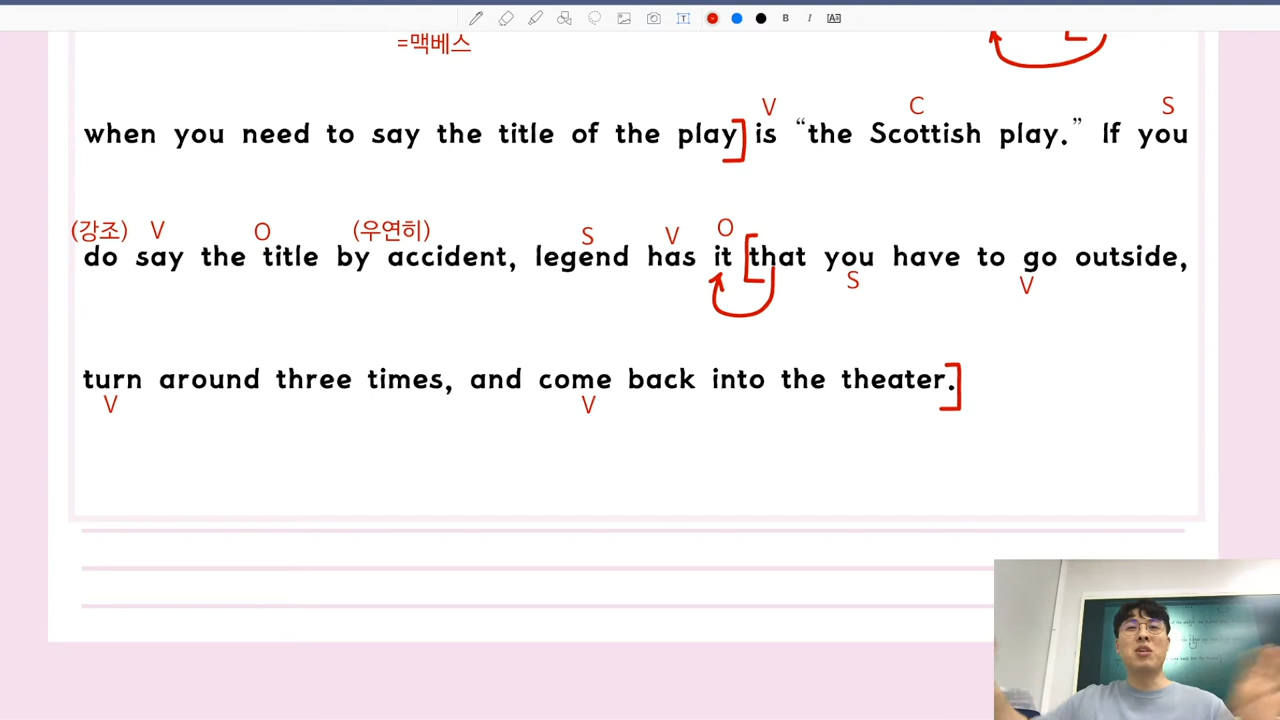 B I A
=맥베스
V C S
when you need to say the title of the play] is “the Scottish play.” If you
(강조) V O (우연히) S V O
do say the title by accident, legend has it [that you have to go outside,
S V
turn around three times, and come back into the theater.]
V V